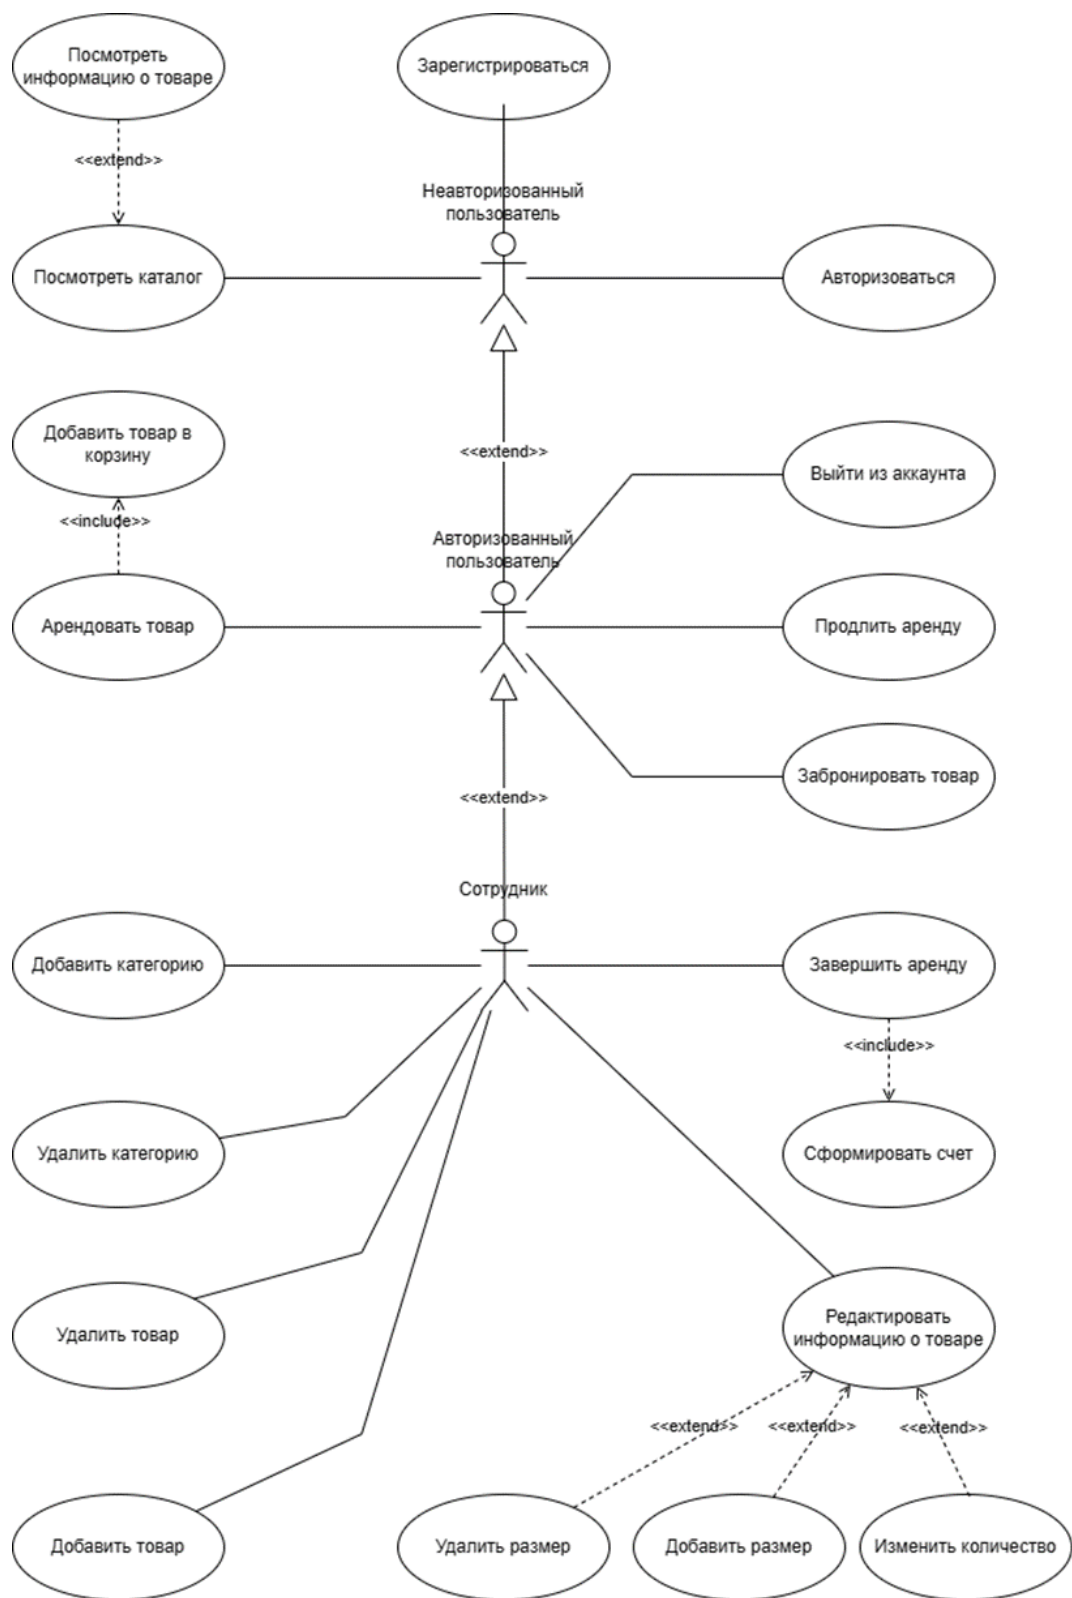 Посмотреть
информацию о товаре
Зарегистрироваться
<<extend>>
Неавторизованный
пользователь
Посмотреть каталог
Авторизоваться
Добавить товар в
корзину
<<extend>>
Выйти из аккаунта
<<include>>
Авторизованный
пользователь
Арендовать товар
Продлить аренду
Забронировать товар
<<extend>>
Сотрудник
Добавить категорию
Завершить аренду
<<include>>
Удалить категорию
Сформировать счет
Удалить товар
Редактировать
информацию о товаре
<<extend>>
<<extend>>
<<extend>>
Добавить товар
Удалить размер
Добавить размер
Изменить количество